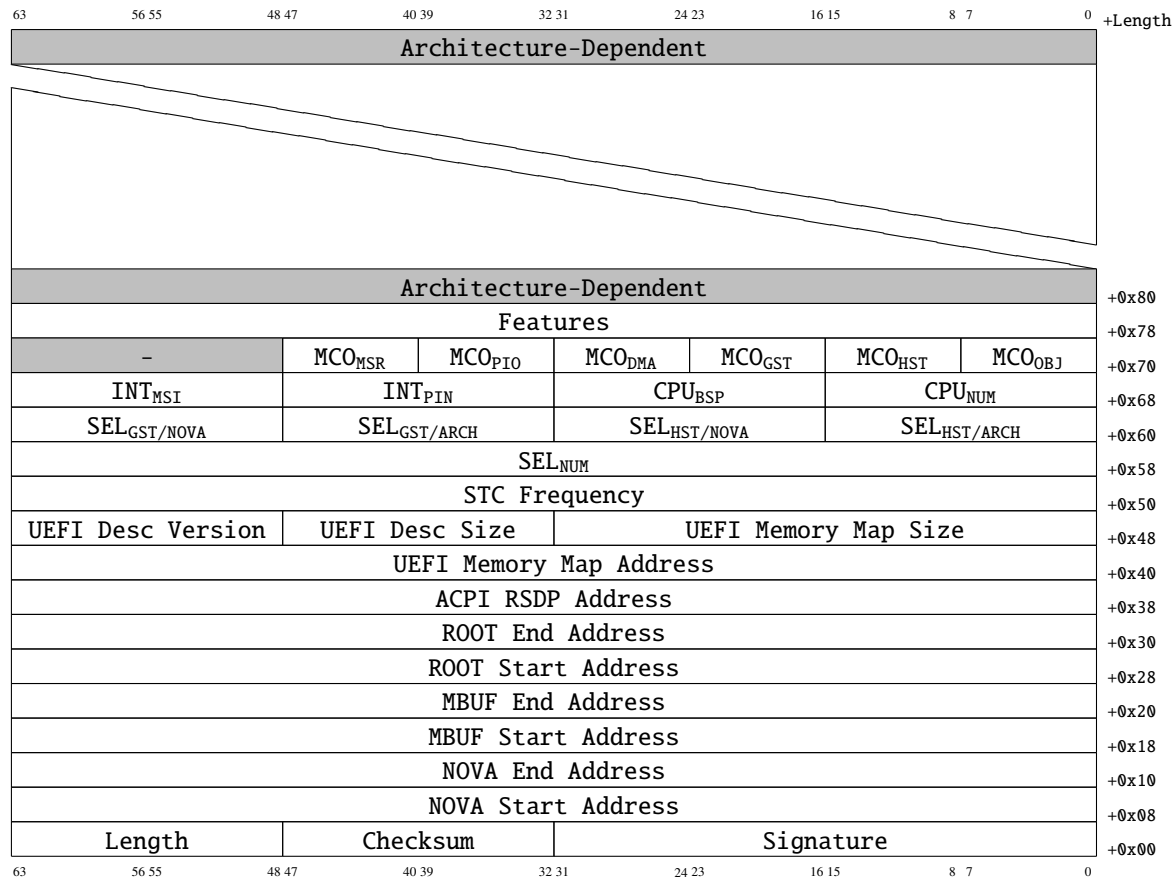 63 56 55 48 47 40 39 32 31 24 23 16 15 8 7 0 +Length
Architecture-Dependent
Architecture-Dependent +0x80
Features +0x78
– MCO_MSR MCO_PIO MCO_DMA MCO_GST MCO_HST MCO_OBJ +0x70
INT_MSI INT_PIN CPU_BSP CPU_NUM +0x68
SEL_GST/NOVA SEL_GST/ARCH SEL_HST/NOVA SEL_HST/ARCH +0x60
SEL_NUM +0x58
STC Frequency +0x50
UEFI Desc Version UEFI Desc Size UEFI Memory Map Size +0x48
UEFI Memory Map Address +0x40
ACPI RSDP Address +0x38
ROOT End Address +0x30
ROOT Start Address +0x28
MBUF End Address +0x20
MBUF Start Address +0x18
NOVA End Address +0x10
NOVA Start Address +0x08
Length Checksum Signature +0x00
63 56 55 48 47 40 39 32 31 24 23 16 15 8 7 0